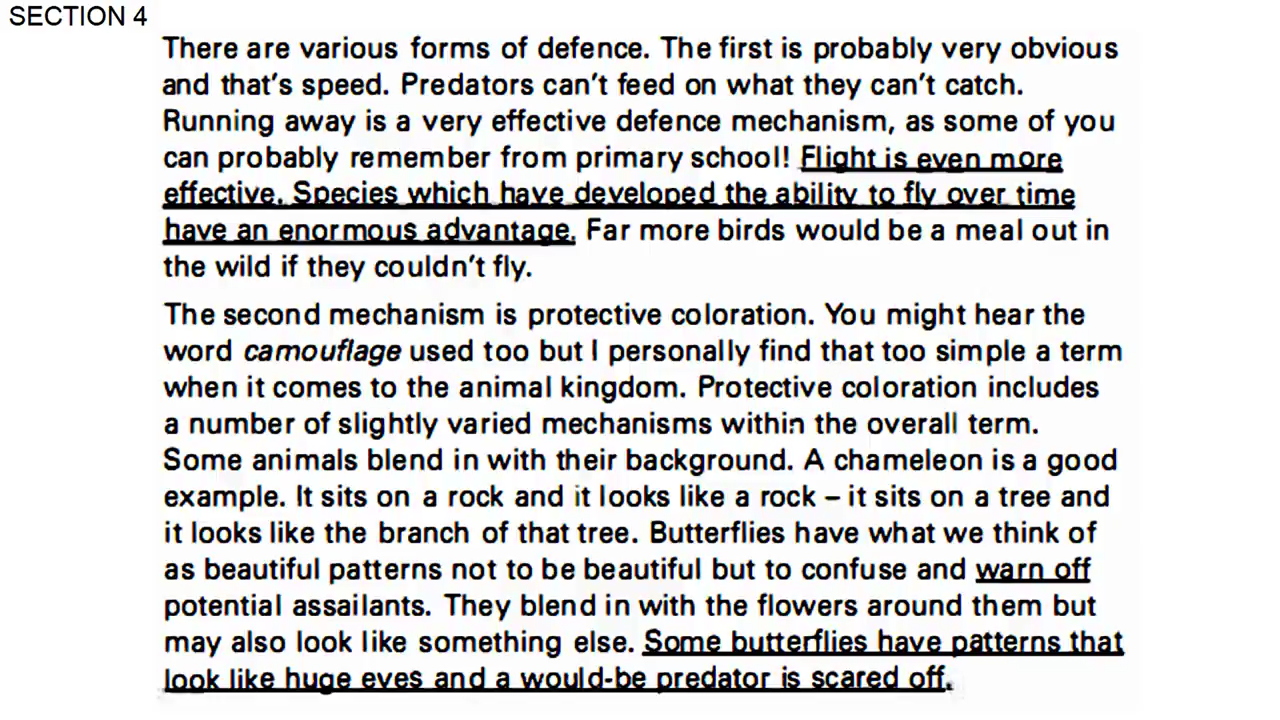 SECTION 4
There are various forms of defence. The first is probably very obvious
and that's speed. Predators can't feed on what they can't catch.
Running away is a very effective defence mechanism, as some of you
can probably remember from primary school! Flight is even more
effective. Species which have developed the ability to fly over time
have an enormous advantage. Far more birds would be a meal out in
the wild if they couldn't fly.
The second mechanism is protective coloration. You might hear the
word camouflage used too but I personally find that too simple a term
when it comes to the animal kingdom. Protective coloration includes
a number of slightly varied mechanisms within the overall term.
Some animals blend in with their background. A chameleon is a good
example. It sits on a rock and it looks like a rock – it sits on a tree and
it looks like the branch of that tree. Butterflies have what we think of
as beautiful patterns not to be beautiful but to confuse and warn off
potential assailants. They blend in with the flowers around them but
may also look like something else. Some butterflies have patterns that
look like huge eyes and a would-be predator is scared off.